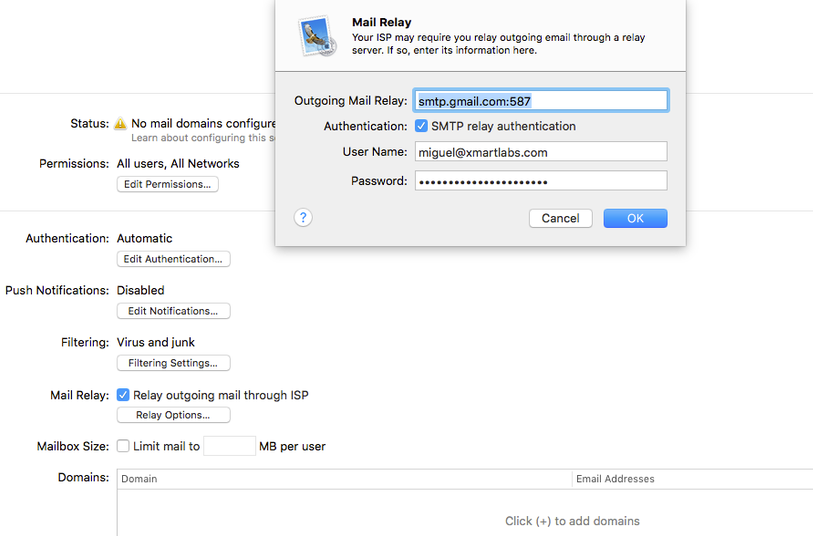 Mail Relay
Your ISP may require you relay outgoing email through a relay
server. If so, enter its information here.
Outgoing Mail Relay: smtp.gmail.com:587
Authentication: SMTP relay authentication
User Name: miguel@xmartlabs.com
Password: ••••••••••••••••••••••
? Cancel OK
Status: No mail domains configure
Learn about configuring this se
Permissions: All users, All Networks
Edit Permissions...
Authentication: Automatic
Edit Authentication...
Push Notifications: Disabled
Edit Notifications...
Filtering: Virus and junk
Filtering Settings...
Mail Relay: Relay outgoing mail through ISP
Relay Options...
Mailbox Size: Limit mail to MB per user
Domains: Domain Email Addresses
Click (+) to add domains